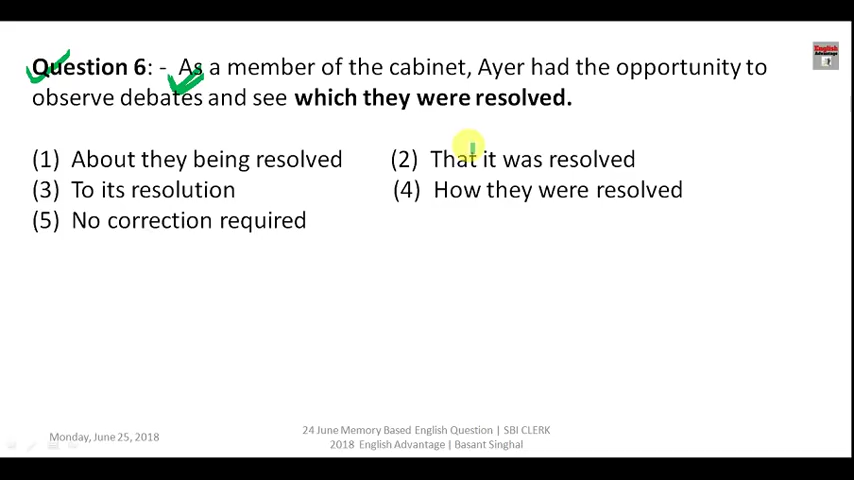 English
Advantage
Question 6: - As a member of the cabinet, Ayer had the opportunity to
observe debates and see which they were resolved.
(1) About they being resolved (2) That it was resolved
(3) To its resolution (4) How they were resolved
(5) No correction required
Monday, June 25, 2018
24 June Memory Based English Question | SBI CLERK
2018 English Advantage | Basant Singhal